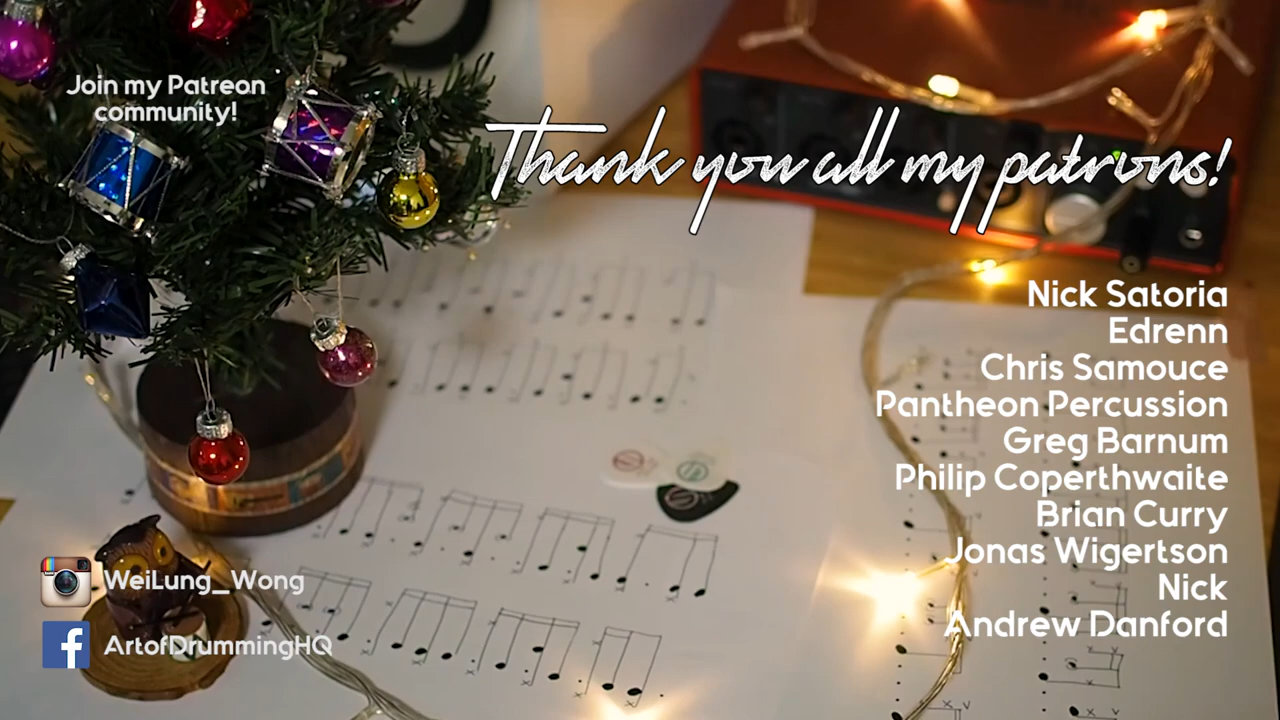 Join my Patreon
community!
Thank you all my patrons!
Nick Satoria
Edrenn
Chris Samouce
Pantheon Percussion
Greg Barnum
Philip Coperthwaite
Brian Curry
Jonas Wigertson
Nick
Andrew Danford
WeiLung_Wong
ArtofDrummingHQ